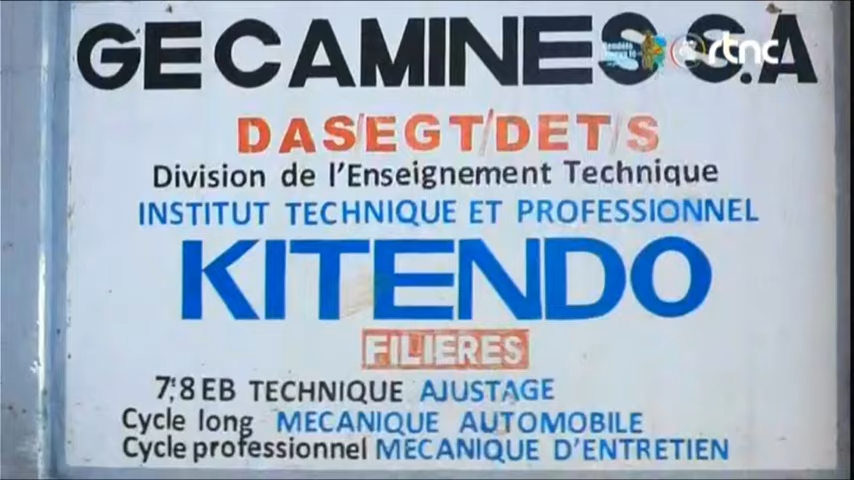 GECAMINES S.A
rtnc
DAS/EGT/DET/S
Division de l'Enseignement Technique
INSTITUT TECHNIQUE ET PROFESSIONNEL
KITENDO
FILIERES
7e,8 EB TECHNIQUE AJUSTAGE
Cycle long MECANIQUE AUTOMOBILE
Cycle professionnel MECANIQUE D'ENTRETIEN